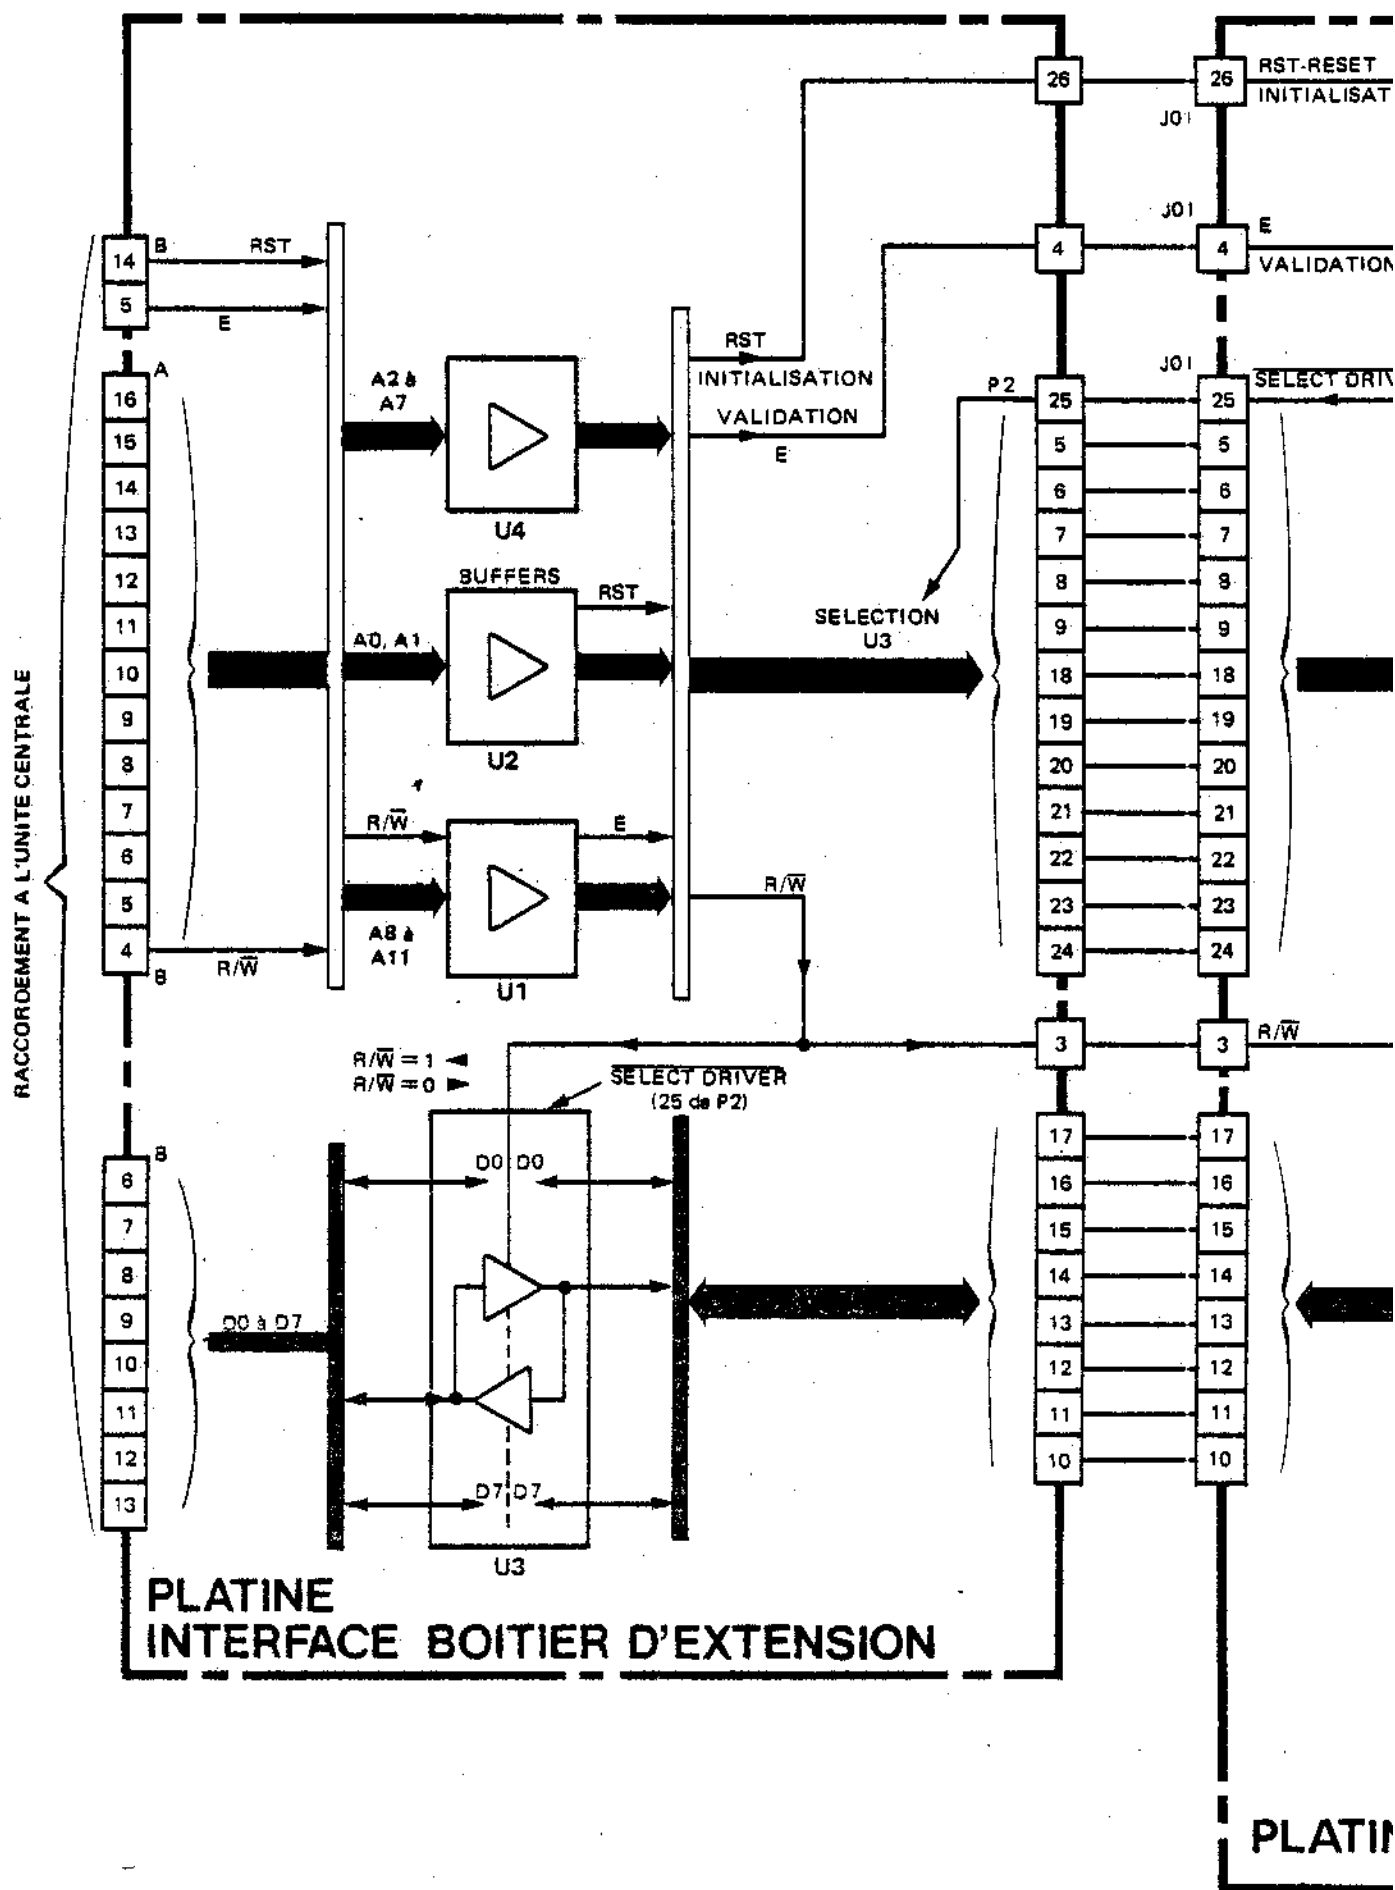 26
26
RST-RESET
INITIALISAT
J01
J01
14
B
RST
5
E
4
4
E
VALIDATION
A
16
15
14
13
12
11
10
9
8
7
6
5
4
B
R/W̅
RACCORDEMENT A L'UNITE CENTRALE
A2 à
A7
U4
RST
INITIALISATION
VALIDATION
E
BUFFERS
RST
A0, A1
U2
R/W̅
E
A8 à
A11
U1
R/W̅
SELECTION
U3
P2
J01
SELECT DRIV
25
5
6
7
8
9
18
19
20
21
22
23
24
25
5
6
7
8
9
18
19
20
21
22
23
24
3
3
R/W̅
R/W̅ = 1
R/W̅ = 0
SELECT DRIVER
(25 de P2)
B
6
7
8
9
10
11
12
13
D0 à D7
D0 D0
D7 D7
U3
17
16
15
14
13
12
11
10
17
16
15
14
13
12
11
10
PLATINE
INTERFACE BOITIER D'EXTENSION
PLATIN